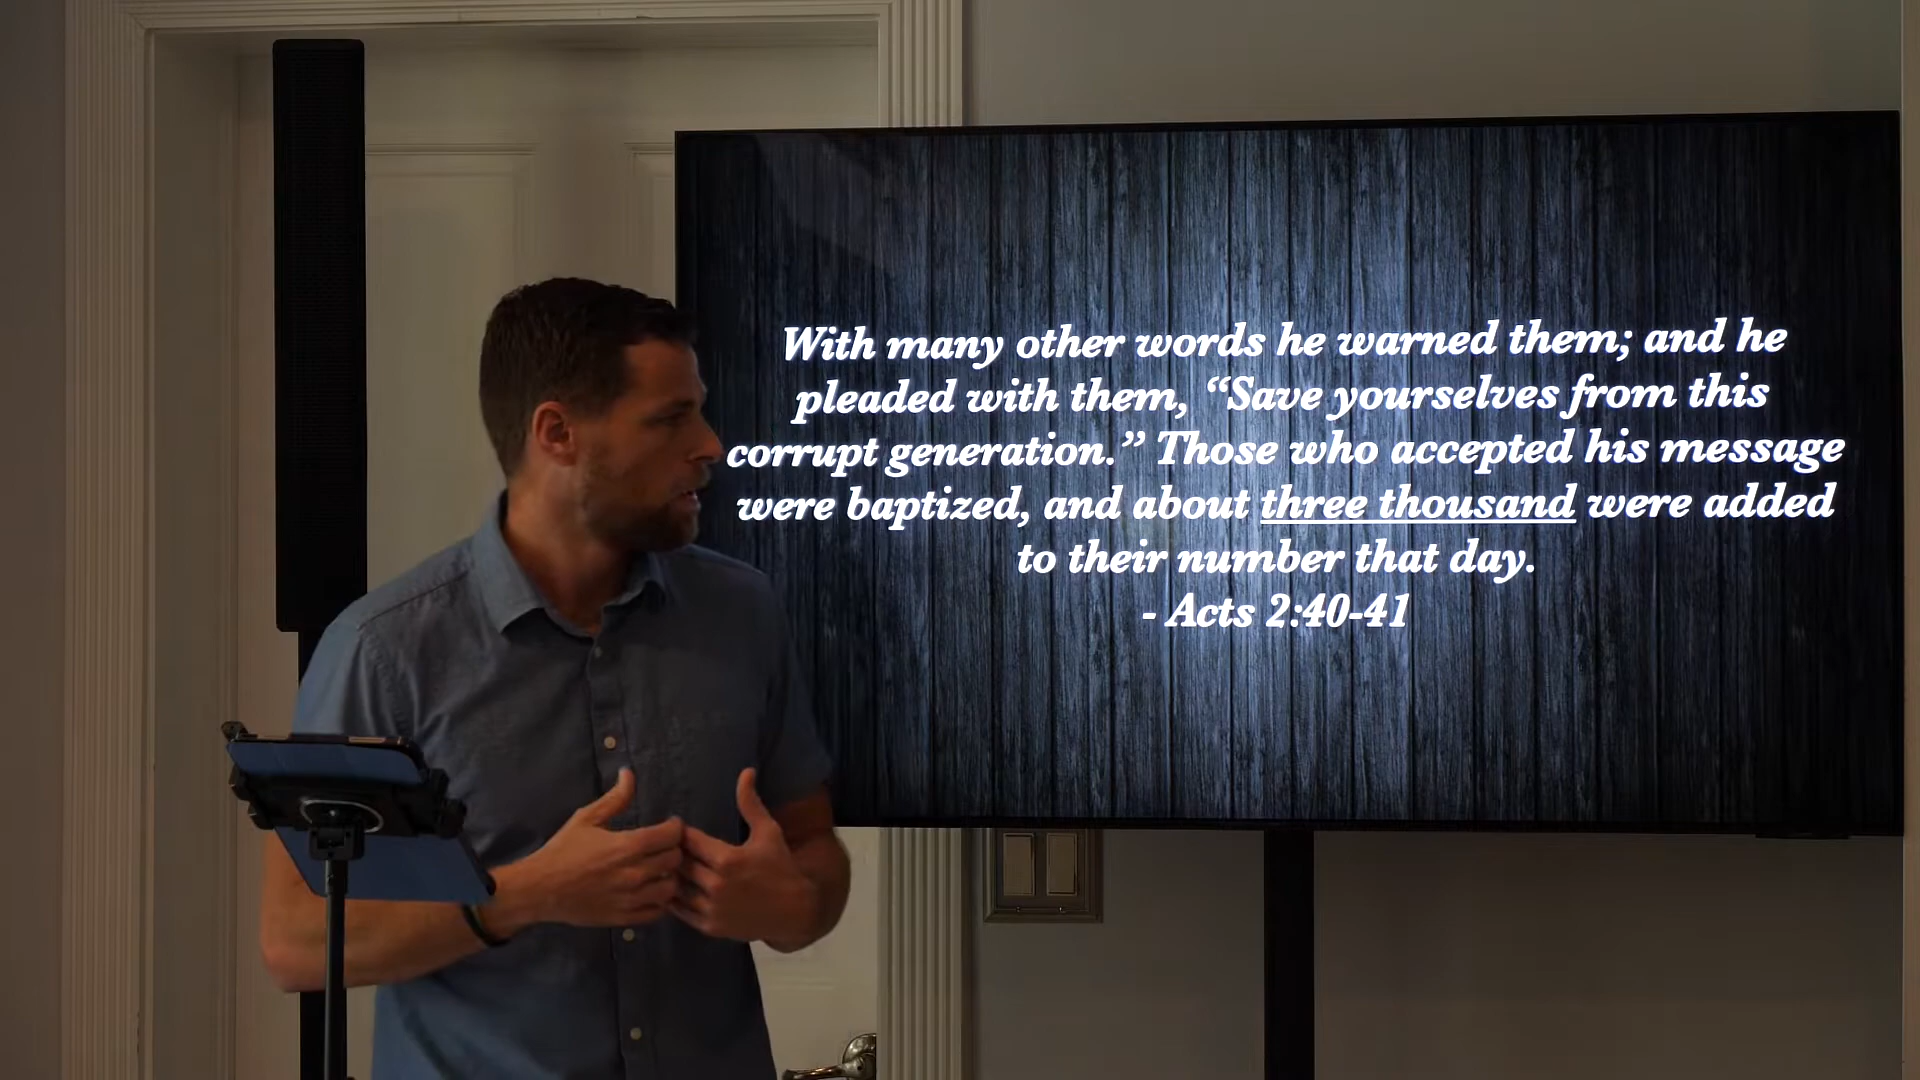 With many other words he warned them; and he
pleaded with them, “Save yourselves from this
corrupt generation.” Those who accepted his message
were baptized, and about three thousand were added
to their number that day.
- Acts 2:40-41